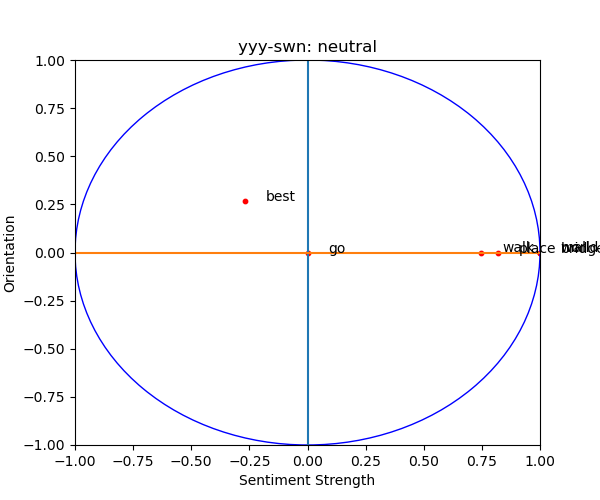 yyy-swn: neutral
1.00
0.75
0.50
0.25
0.00
−0.25
−0.50
−0.75
−1.00
Orientation
best
go
walk
place
bridge
−1.00 −0.75 −0.50 −0.25 0.00 0.25 0.50 0.75 1.00
Sentiment Strength